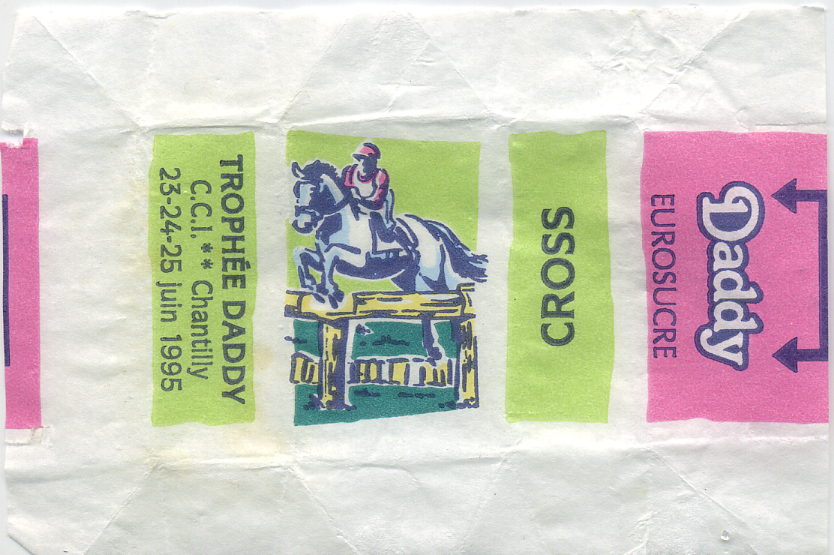 TROPHÉE DADDY
C.C.I. ** Chantilly
23-24-25 juin 1995
CROSS
Daddy
EUROSUCRE